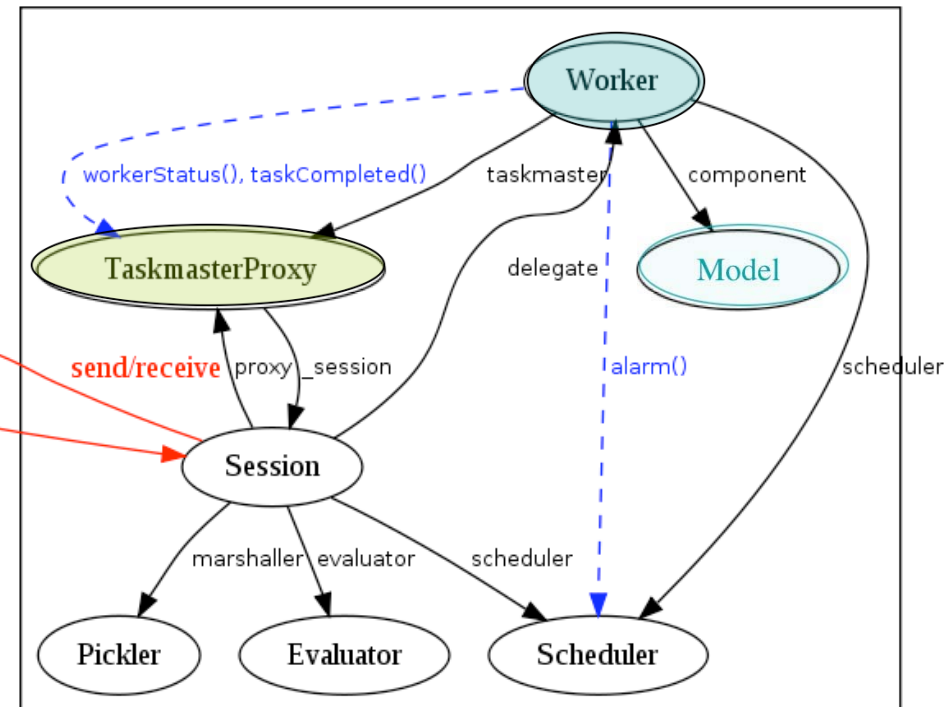 Worker
workerStatus(), taskCompleted()
taskmaster
component
TaskmasterProxy
delegate
Model
send/receive
proxy
_session
alarm()
scheduler
Session
marshaller
evaluator
scheduler
Pickler
Evaluator
Scheduler